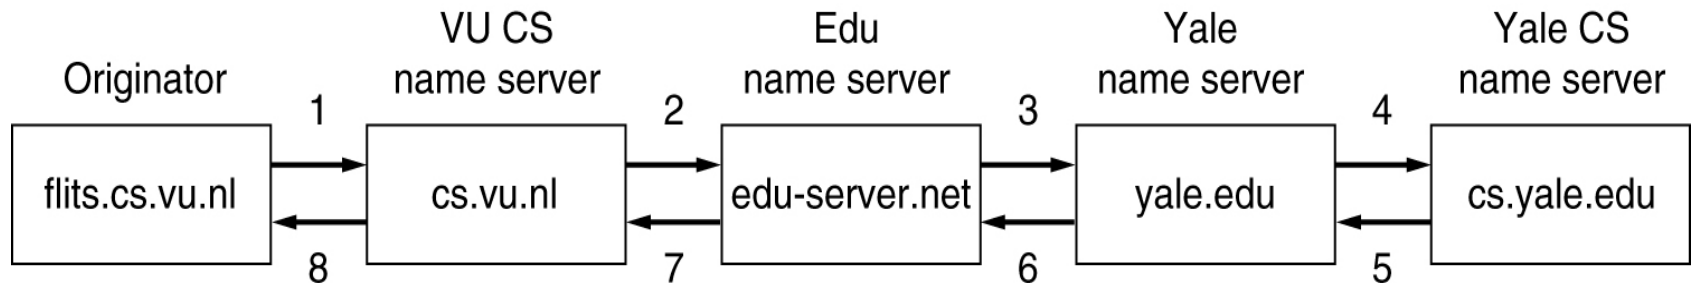 Originator
VU CS
name server
Edu
name server
Yale
name server
Yale CS
name server
1
2
3
4
flits.cs.vu.nl
cs.vu.nl
edu-server.net
yale.edu
cs.yale.edu
8
7
6
5